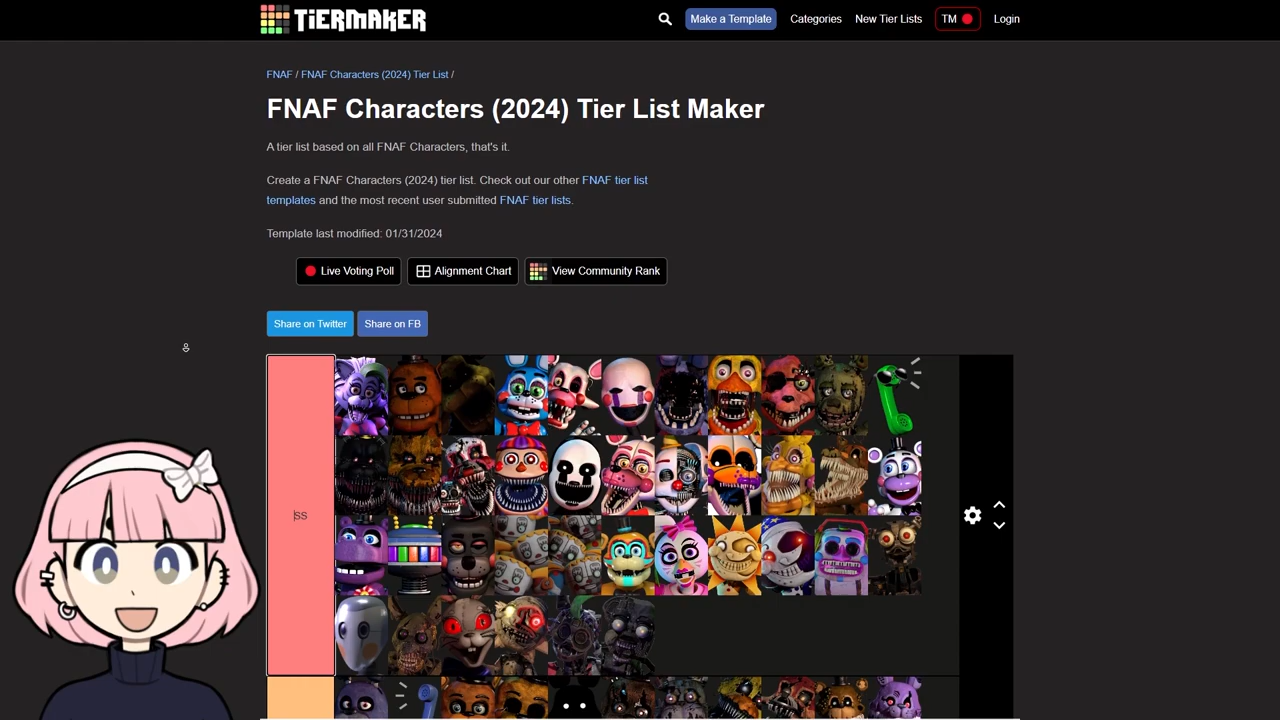 TiERMAKER
Make a Template
Categories
New Tier Lists
TM
Login
FNAF / FNAF Characters (2024) Tier List /
FNAF Characters (2024) Tier List Maker
A tier list based on all FNAF Characters, that's it.
Create a FNAF Characters (2024) tier list. Check out our other FNAF tier list
templates and the most recent user submitted FNAF tier lists.
Template last modified: 01/31/2024
Live Voting Poll
Alignment Chart
View Community Rank
Share on Twitter
Share on FB
SS